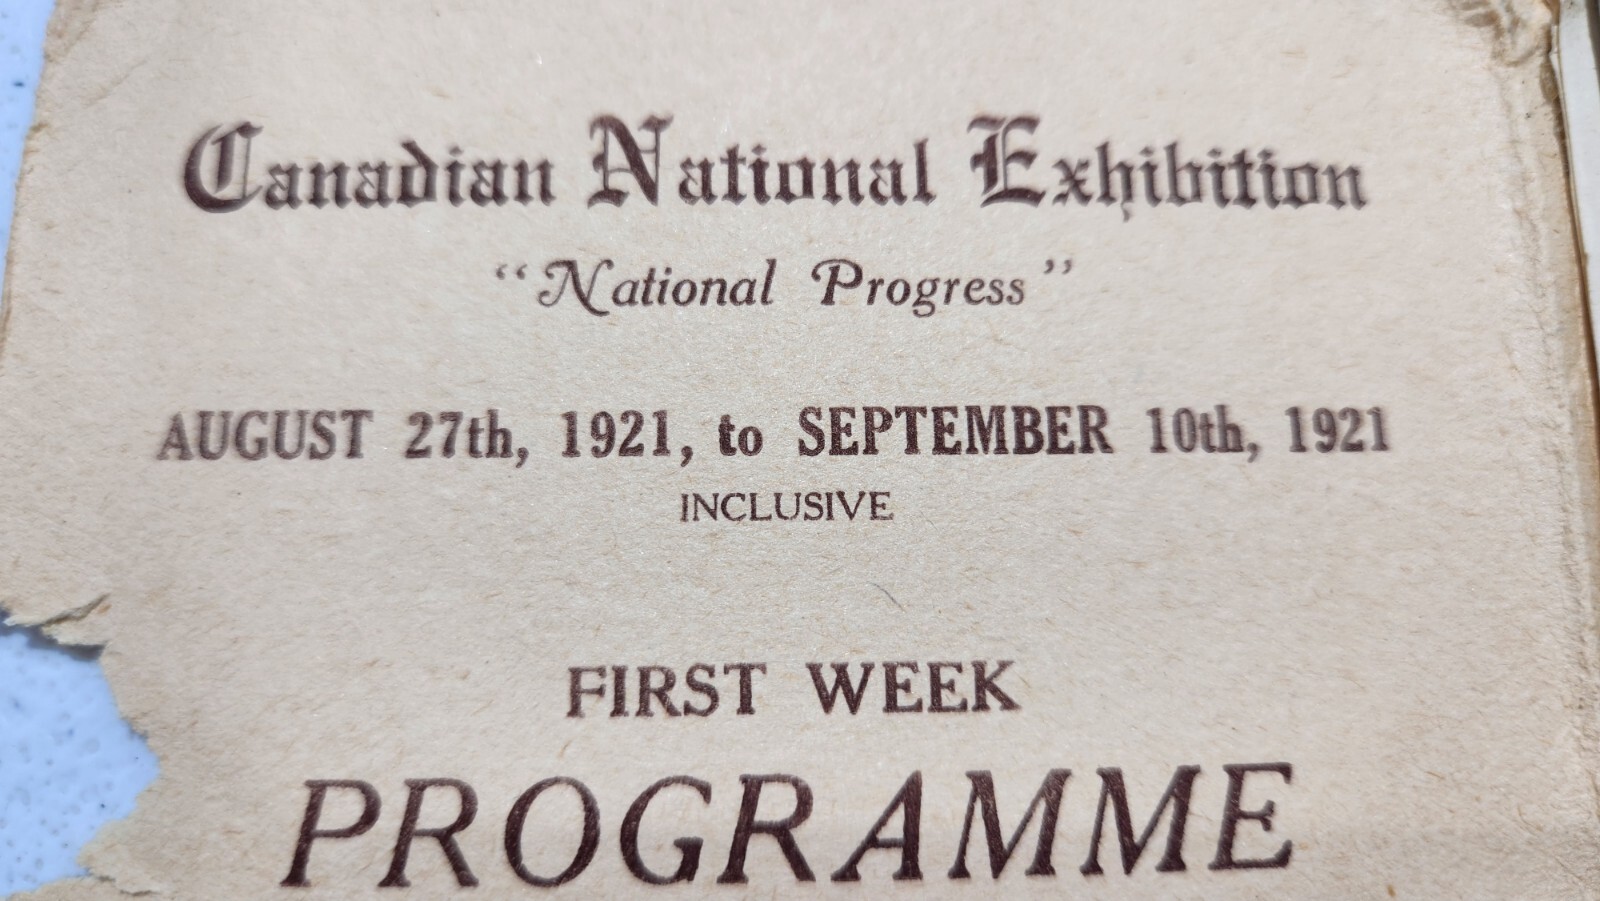 Canadian National Exhibition
“National Progress”
AUGUST 27th, 1921, to SEPTEMBER 10th, 1921
INCLUSIVE
FIRST WEEK
PROGRAMME